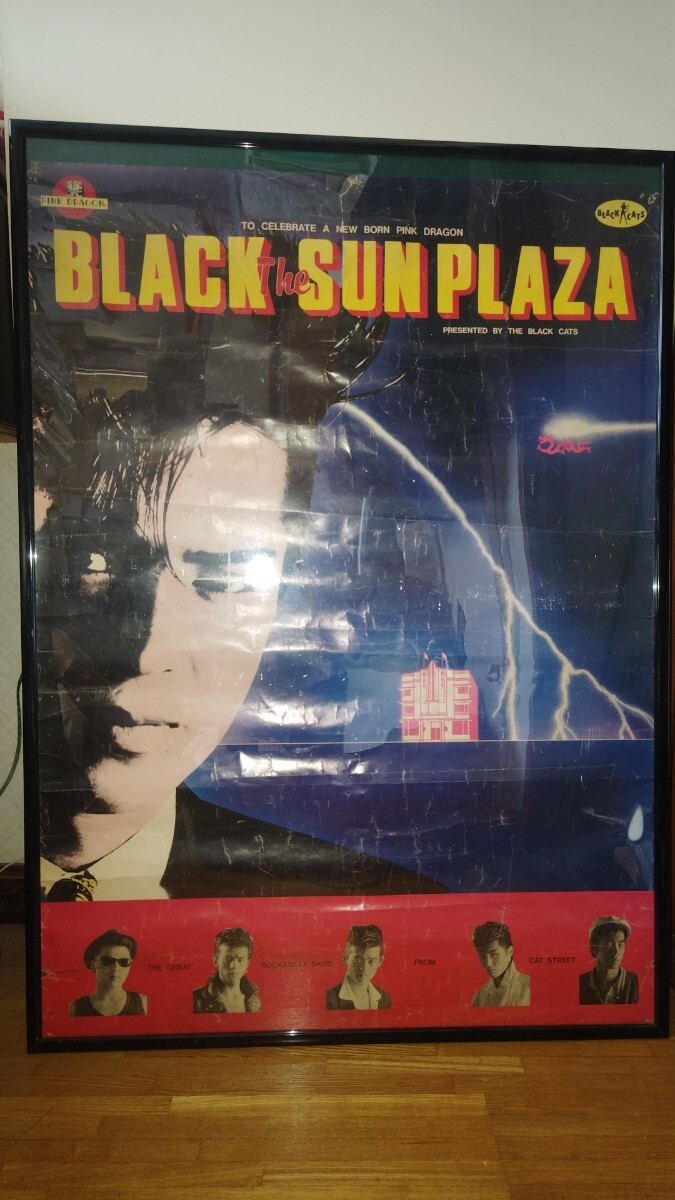 PINK DRAGON
BLACK CATS
TO CELEBRATE A NEW BORN PINK DRAGON
BLACK The SUN PLAZA
PRESENTED BY THE BLACK CATS
THE GREAT ROCKABILLY BAND FROM CAT STREET